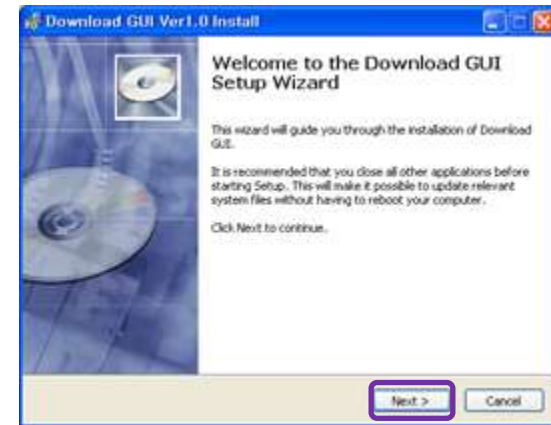 Download GUI Ver1.0 Install
Welcome to the Download GUI
Setup Wizard
This wizard will guide you through the installation of Download
GUI.
It is recommended that you close all other applications before
starting Setup. This will make it possible to update relevant
system files without having to reboot your computer.
Click Next to continue.
Next >
Cancel